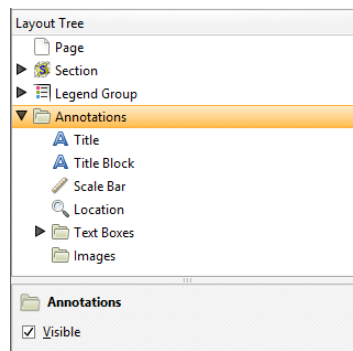 Layout Tree
Page
Section
Legend Group
Annotations
Title
Title Block
Scale Bar
Location
Text Boxes
Images
Annotations
Visible